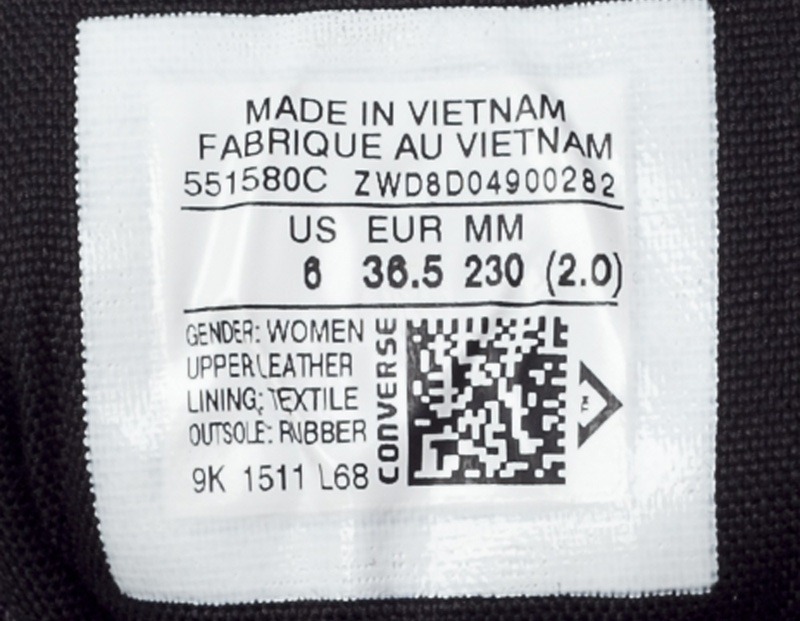 MADE IN VIETNAM
FABRIQUE AU VIETNAM
551580C ZWD8D04900282
US EUR MM
6 36.5 230 (2.0)
GENDER: WOMEN
UPPER LEATHER
LINING: TEXTILE
OUTSOLE: RUBBER
9K 1511 L68
CONVERSE